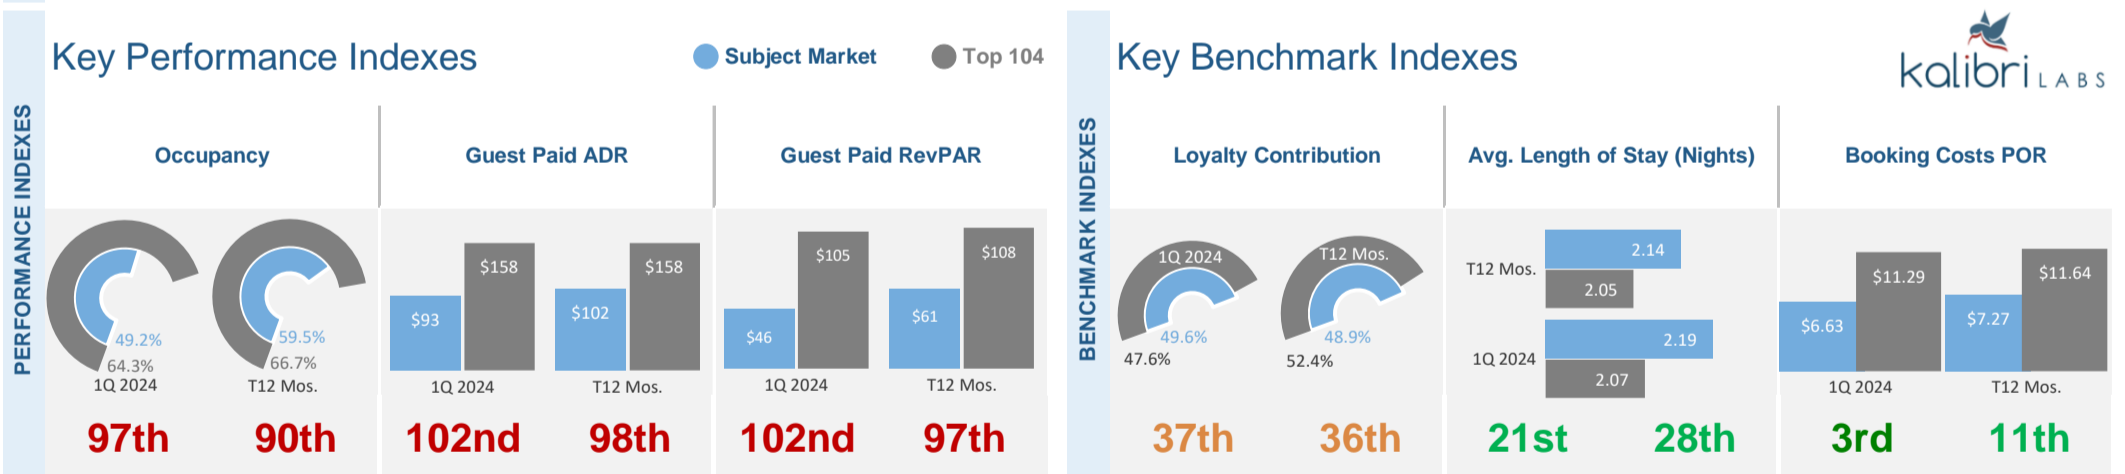 PERFORMANCE INDEXES
Key Performance Indexes
Subject Market
Top 104
Occupancy
Guest Paid ADR
Guest Paid RevPAR
49.2%
64.3%
1Q 2024
59.5%
66.7%
T12 Mos.
$93
$158
1Q 2024
$102
$158
T12 Mos.
$46
$105
1Q 2024
$61
$108
T12 Mos.
97th
90th
102nd
98th
102nd
97th
BENCHMARK INDEXES
Key Benchmark Indexes
kalibri LABS
Loyalty Contribution
Avg. Length of Stay (Nights)
Booking Costs POR
1Q 2024
49.6%
47.6%
T12 Mos.
48.9%
52.4%
T12 Mos.
2.14
2.05
1Q 2024
2.19
2.07
$6.63
$11.29
1Q 2024
$7.27
$11.64
T12 Mos.
37th
36th
21st
28th
3rd
11th